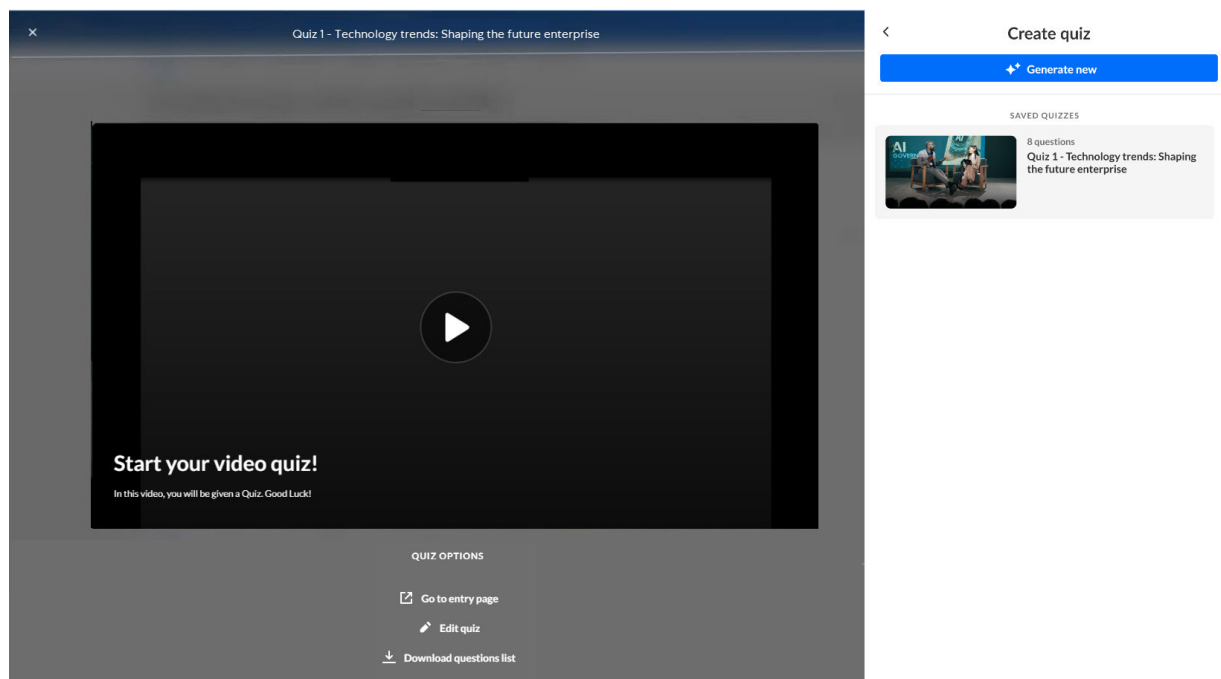 Quiz 1 - Technology trends: Shaping the future enterprise
Start your video quiz!
In this video, you will be given a Quiz. Good Luck!
QUIZ OPTIONS
Go to entry page
Edit quiz
Download questions list
Create quiz
Generate new
SAVED QUIZZES
AI
AI
8 questions
Quiz 1 - Technology trends: Shaping
the future enterprise